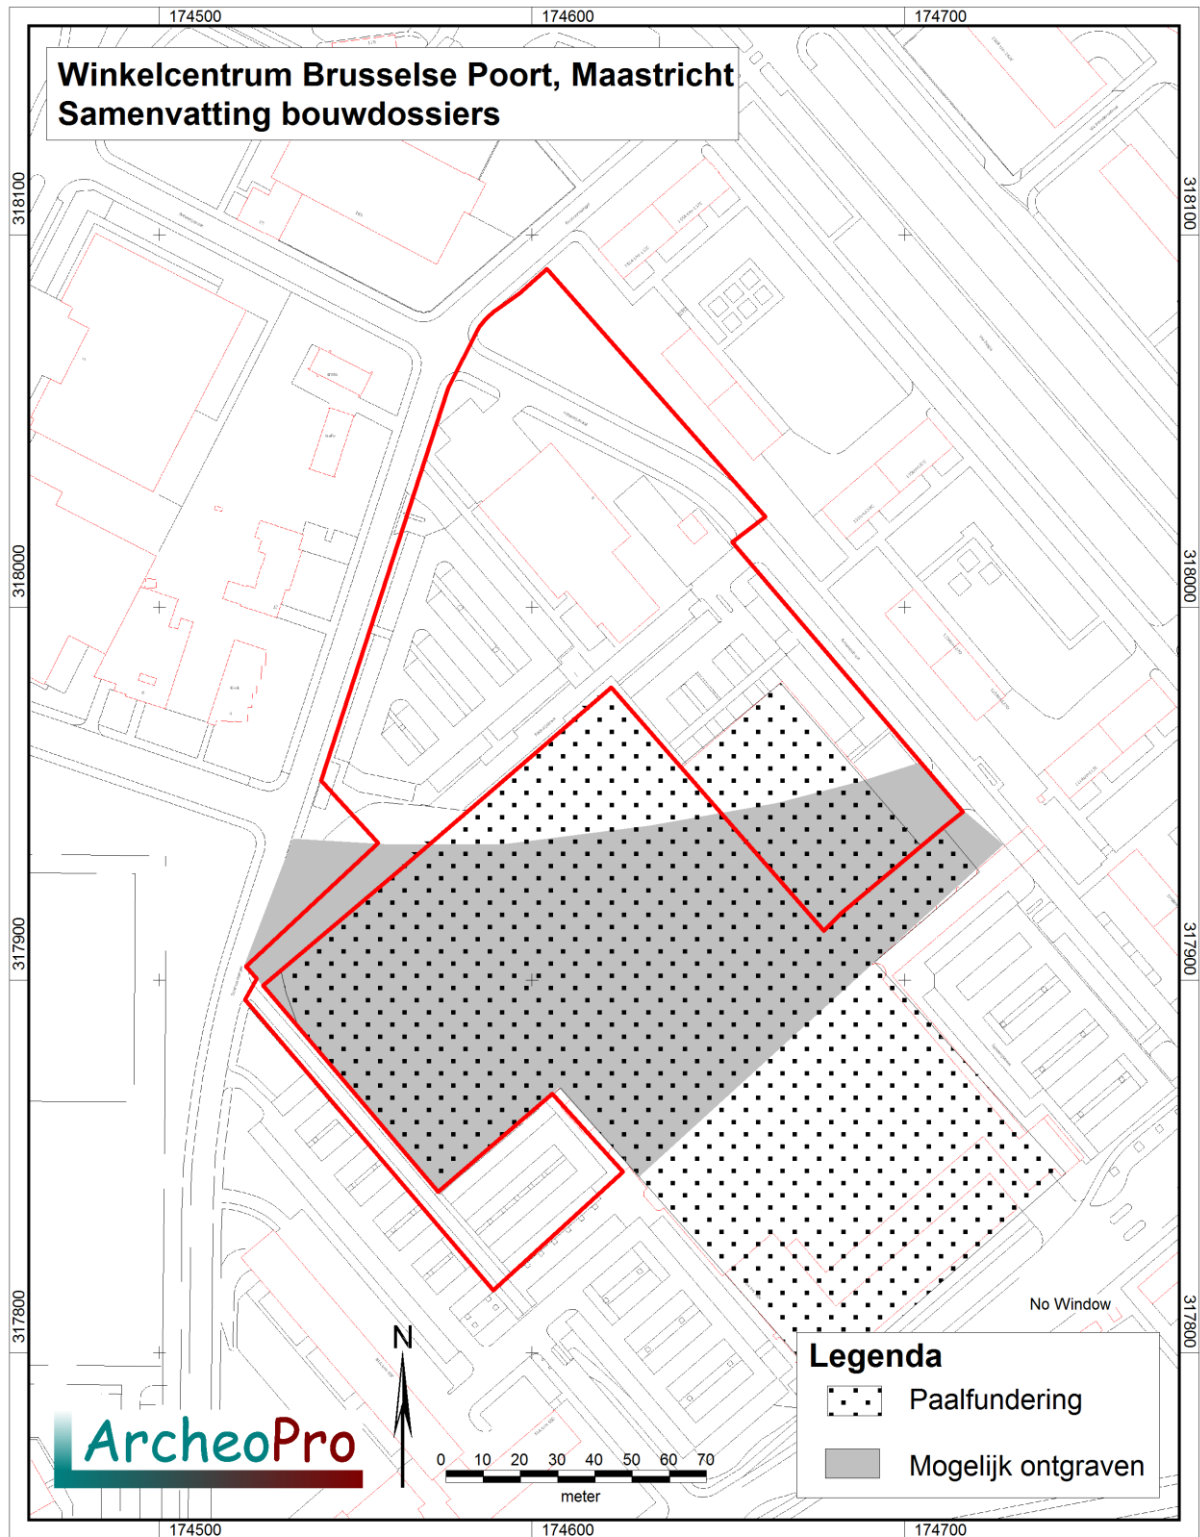 174500
174600
174700
Winkelcentrum Brusselse Poort, Maastricht
Samenvatting bouwdossiers
318100
318100
318000
318000
317900
317900
317800
317800
No Window
N
Legenda
Paalfundering
Mogelijk ontgraven
ArcheoPro
0 10 20 30 40 50 60 70
meter
174500
174600
174700